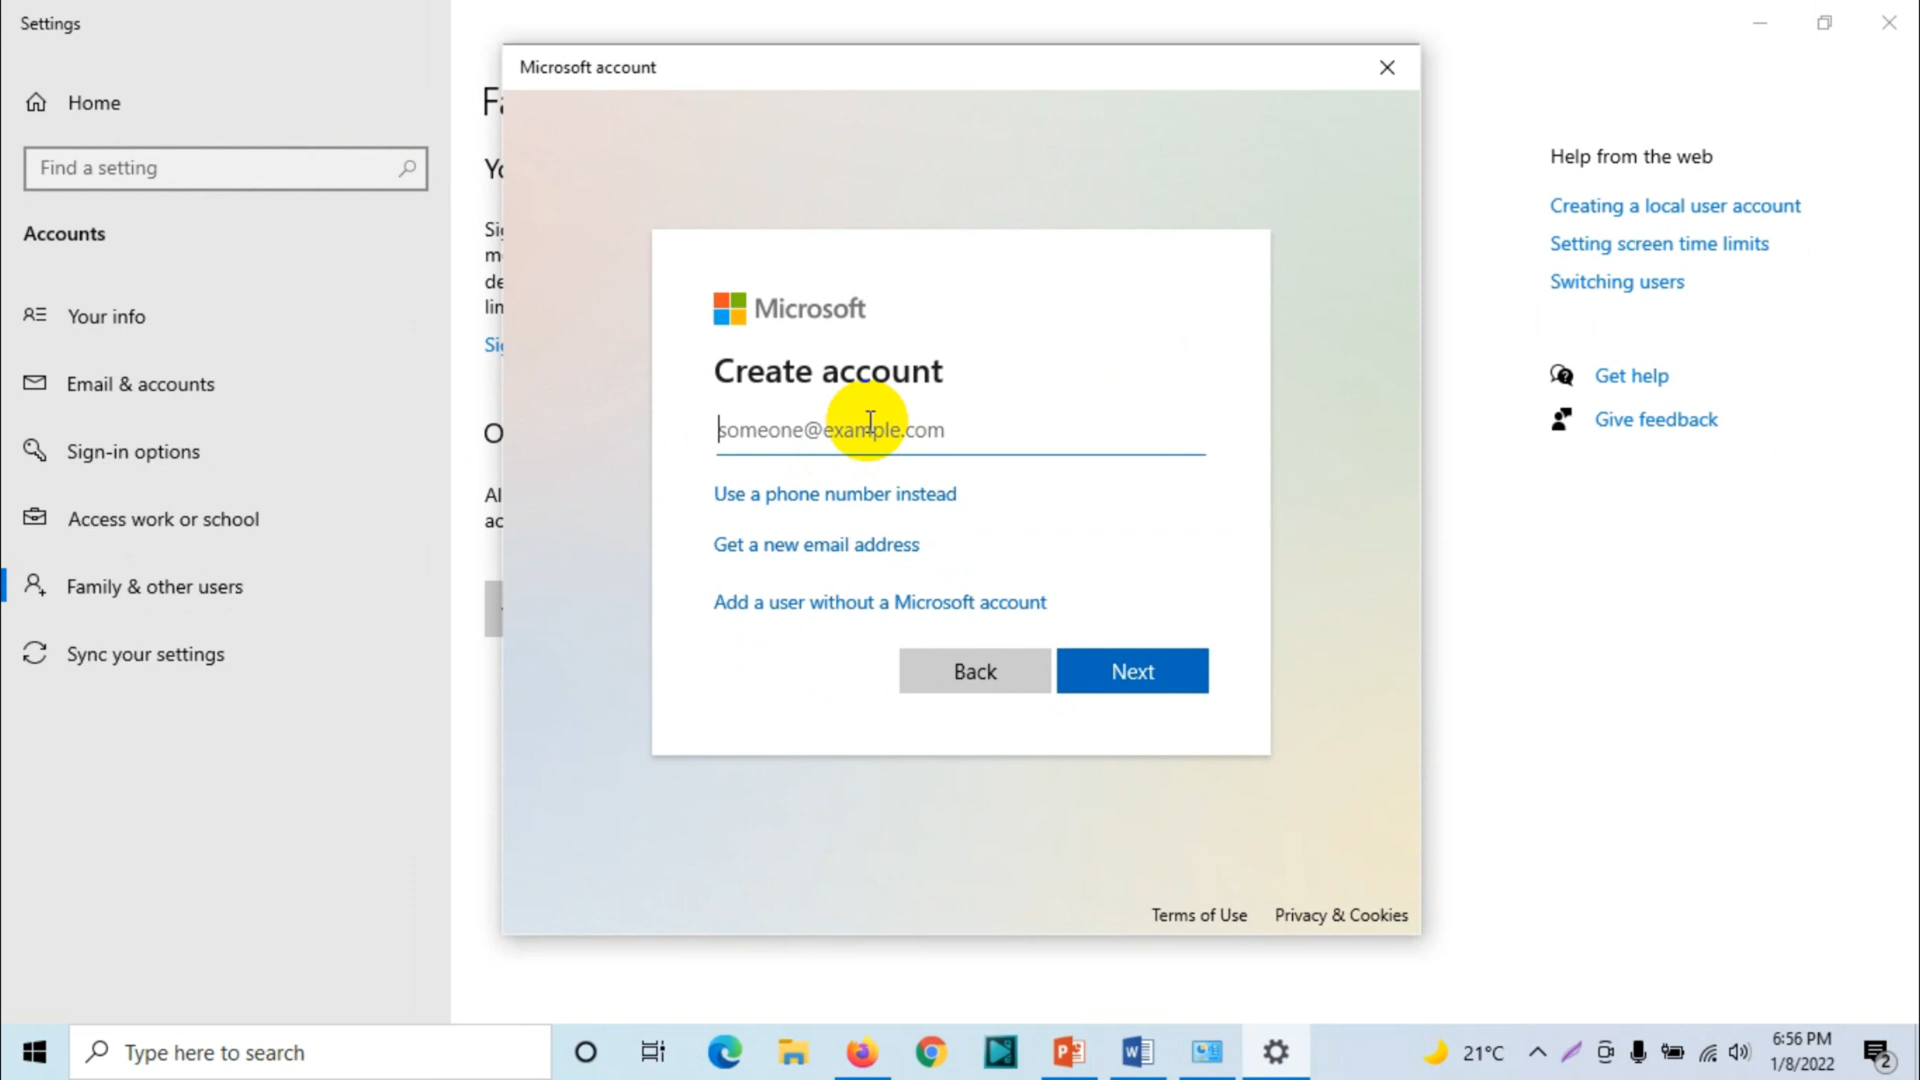 Settings
Home
Find a setting
Accounts
Your info
Email & accounts
Sign-in options
Access work or school
Family & other users
Sync your settings
Microsoft account
Microsoft
Create account
someone@example.com
Use a phone number instead
Get a new email address
Add a user without a Microsoft account
Back
Next
Terms of Use
Privacy & Cookies
Help from the web
Creating a local user account
Setting screen time limits
Switching users
Get help
Give feedback
Type here to search
21°C
6:56 PM
1/8/2022
2